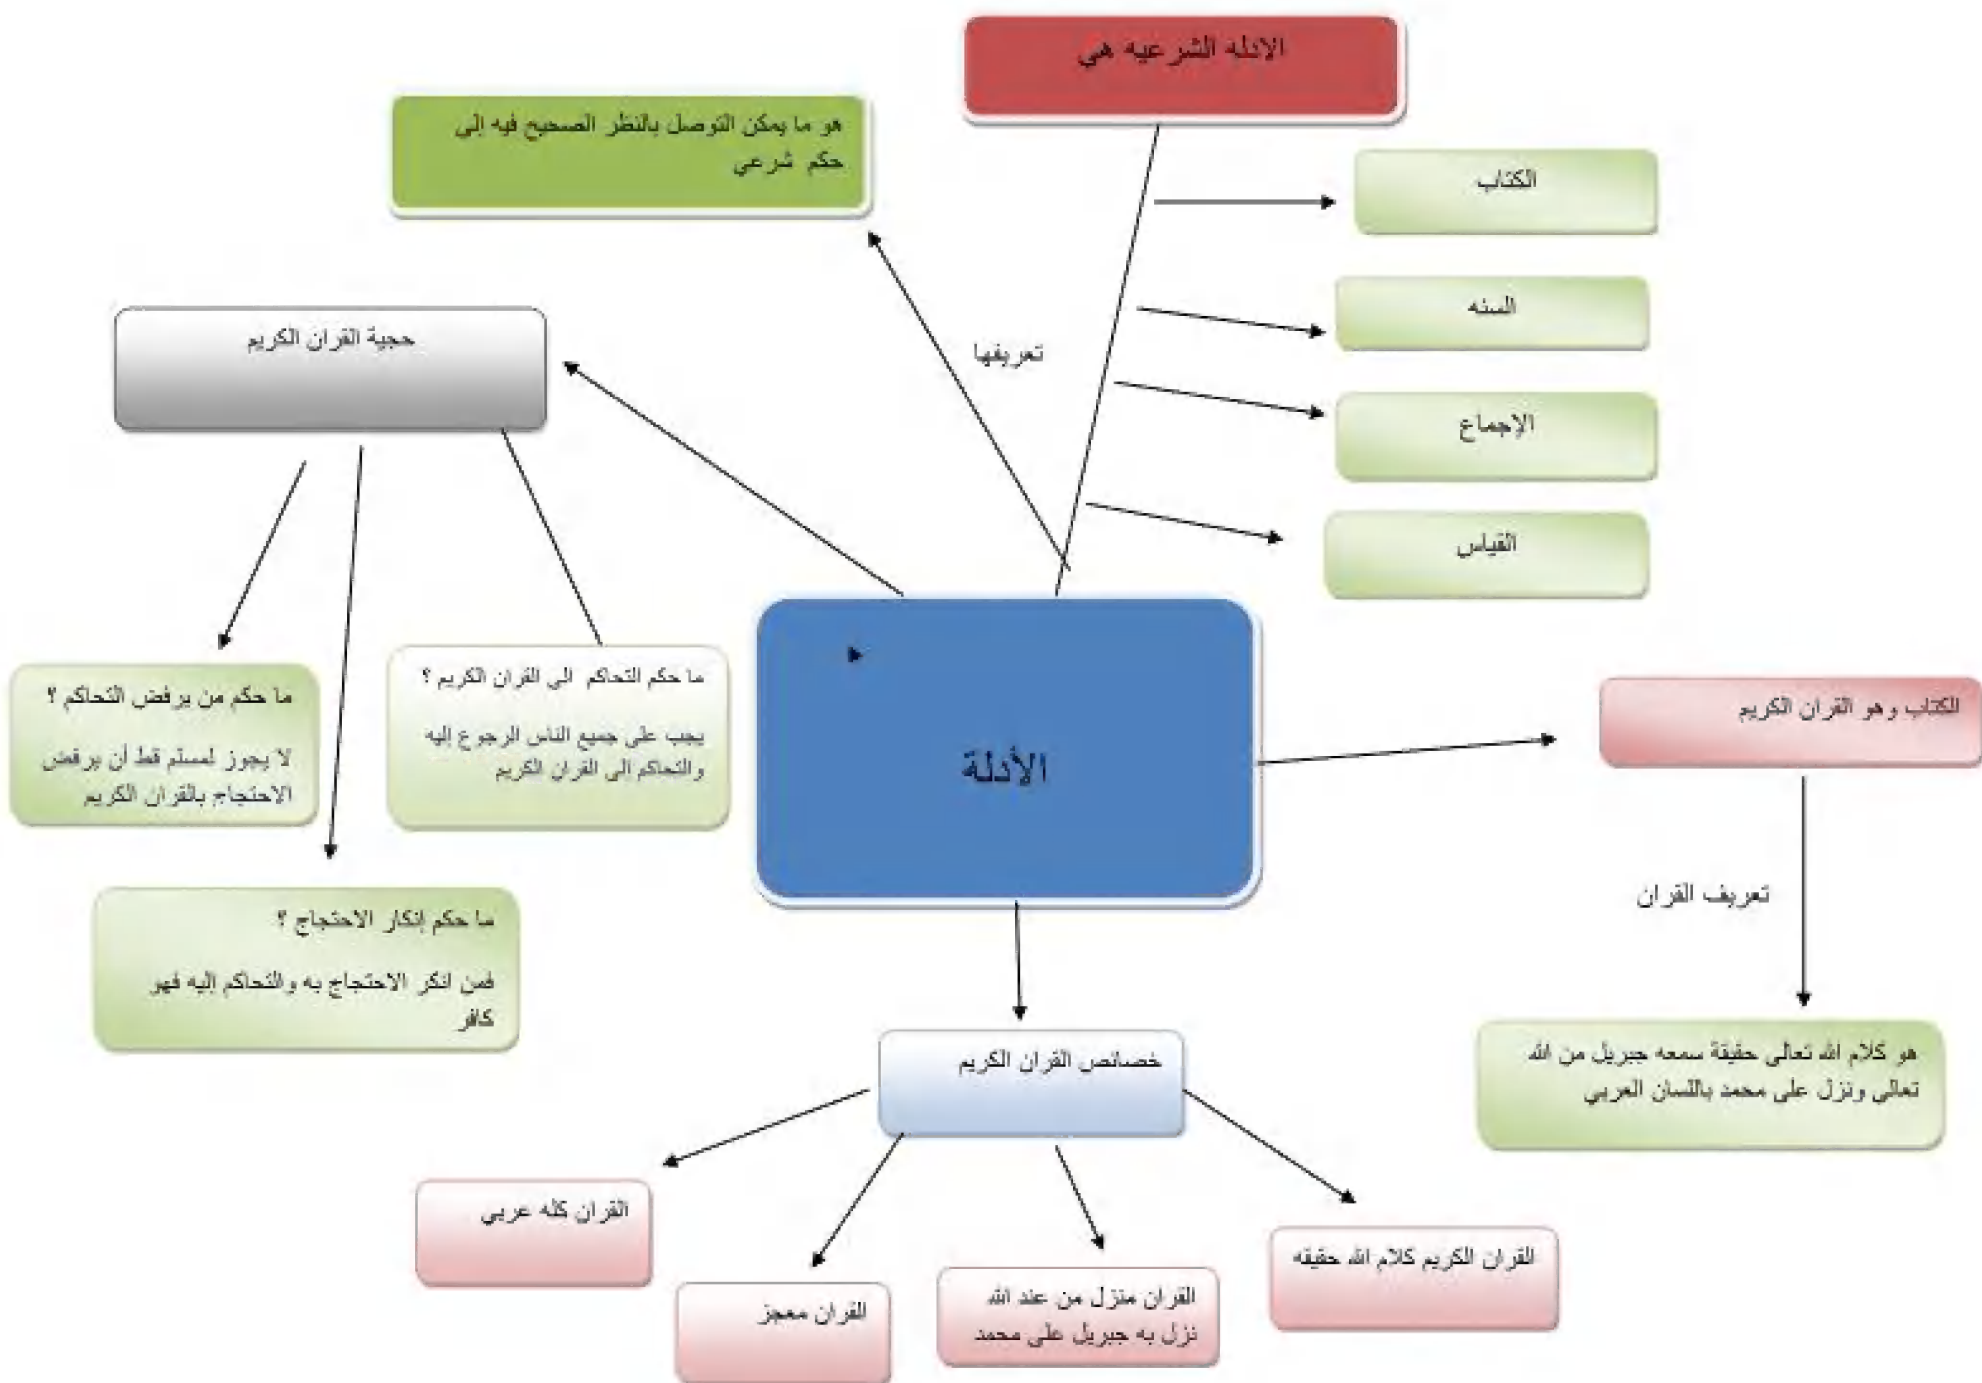 الادله الشرعيه هي
هو ما يمكن التوصل بالنظر الصحيح فيه إلى
حكم شرعي
الكتاب
السنه
الإجماع
القياس
تعريفها
حجية القران الكريم
ما حكم التحاكم الى القران الكريم ؟
يجب على جميع الناس الرجوع إليه
والتحاكم الى القران الكريم
ما حكم من يرفض التحاكم ؟
لا يجوز لمسلم قط أن يرفض
الاحتجاج بالقران الكريم
ما حكم إنكار الاحتجاج ؟
فمن انكر الاحتجاج به والتحاكم إليه فهو
كافر
الأدلة
الكتاب وهو القران الكريم
تعريف القران
هو كلام الله تعالى حقيقة سمعه جبريل من الله
تعالي ونزل على محمد باللسان العربي
خصائص القران الكريم
القران الكريم كلام الله حقيقه
القران منزل من عند الله
نزل به جبريل على محمد
القران معجز
القران كله عربي